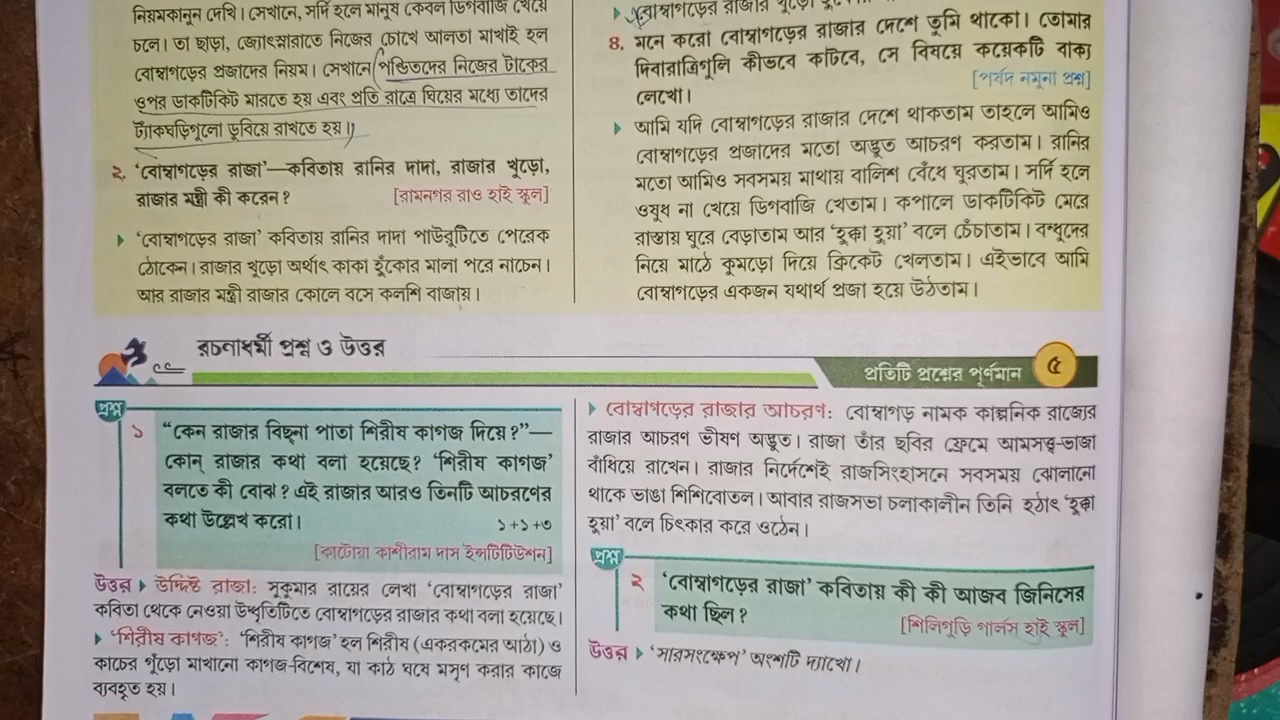 নিয়মকানুন দেখি। সেখানে, সর্দি হলে মানুষ কেবল ডিগবাজি খেয়ে
চলে। তা ছাড়া, জ্যোৎস্নারাতে নিজের চোখে আলতা মাখাই হল
বোম্বাগড়ের প্রজাদের নিয়ম। সেখানে পণ্ডিতদের নিজের টাকের
ওপর ডাকটিকিট মারতে হয় এবং প্রতি রাত্রে ঘিয়ের মধ্যে তাদের
ট্যাঁকঘড়িগুলো ডুবিয়ে রাখতে হয়।
২. ‘বোম্বাগড়ের রাজা’—কবিতায় রানির দাদা, রাজার খুড়ো,
রাজার মন্ত্রী কী করেন? [রামনগর রাও হাই স্কুল]
‘বোম্বাগড়ের রাজা’ কবিতায় রানির দাদা পাউরুটিতে পেরেক
ঠোকেন। রাজার খুড়ো অর্থাৎ কাকা হুঁকোর মালা পরে নাচেন।
আর রাজার মন্ত্রী রাজার কোলে বসে কলশি বাজায়।
বোম্বাগড়ের রাজার খুড়ো
৪. মনে করো বোম্বাগড়ের রাজার দেশে তুমি থাকো। তোমার
দিবারাত্রিগুলি কীভাবে কাটবে, সে বিষয়ে কয়েকটি বাক্য
লেখো। [পর্ষদ নমুনা প্রশ্ন]
আমি যদি বোম্বাগড়ের রাজার দেশে থাকতাম তাহলে আমিও
বোম্বাগড়ের প্রজাদের মতো অদ্ভুত আচরণ করতাম। রানির
মতো আমিও সবসময় মাথায় বালিশ বেঁধে ঘুরতাম। সর্দি হলে
ওষুধ না খেয়ে ডিগবাজি খেতাম। কপালে ডাকটিকিট মেরে
রাস্তায় ঘুরে বেড়াতাম আর ‘হুক্কা হুয়া’ বলে চেঁচাতাম। বন্ধুদের
নিয়ে মাঠে কুমড়ো দিয়ে ক্রিকেট খেলতাম। এইভাবে আমি
বোম্বাগড়ের একজন যথার্থ প্রজা হয়ে উঠতাম।
রচনাধর্মী প্রশ্ন ও উত্তর
প্রতিটি প্রশ্নের পূর্ণমান ৫
প্রশ্ন
১ “কেন রাজার বিছনা পাতা শিরীষ কাগজ দিয়ে?”—
কোন্ রাজার কথা বলা হয়েছে? ‘শিরীষ কাগজ’
বলতে কী বোঝ? এই রাজার আরও তিনটি আচরণের
কথা উল্লেখ করো। ১+১+৩
[কাটোয়া কাশীরাম দাস ইন্সটিটিউশন]
উত্তর উদ্দিষ্ট রাজা: সুকুমার রায়ের লেখা ‘বোম্বাগড়ের রাজা’
কবিতা থেকে নেওয়া উদ্ধৃতিটিতে বোম্বাগড়ের রাজার কথা বলা হয়েছে।
‘শিরীষ কাগজ’: ‘শিরীষ কাগজ’ হল শিরীষ (একরকমের আঠা) ও
কাচের গুঁড়ো মাখানো কাগজ-বিশেষ, যা কাঠ ঘষে মসৃণ করার কাজে
ব্যবহৃত হয়।
বোম্বাগড়ের রাজার আচরণ: বোম্বাগড় নামক কাল্পনিক রাজ্যের
রাজার আচরণ ভীষণ অদ্ভুত। রাজা তাঁর ছবির ফ্রেমে আমসত্ত্ব-ভাজা
বাঁধিয়ে রাখেন। রাজার নির্দেশেই রাজসিংহাসনে সবসময় ঝোলানো
থাকে ভাঙা শিশিবোতল। আবার রাজসভা চলাকালীন তিনি হঠাৎ ‘হুক্কা
হুয়া’ বলে চিৎকার করে ওঠেন।
প্রশ্ন
২ ‘বোম্বাগড়ের রাজা’ কবিতায় কী কী আজব জিনিসের
কথা ছিল? [শিলিগুড়ি গার্লস হাই স্কুল]
উত্তর ‘সারসংক্ষেপ’ অংশটি দ্যাখো।